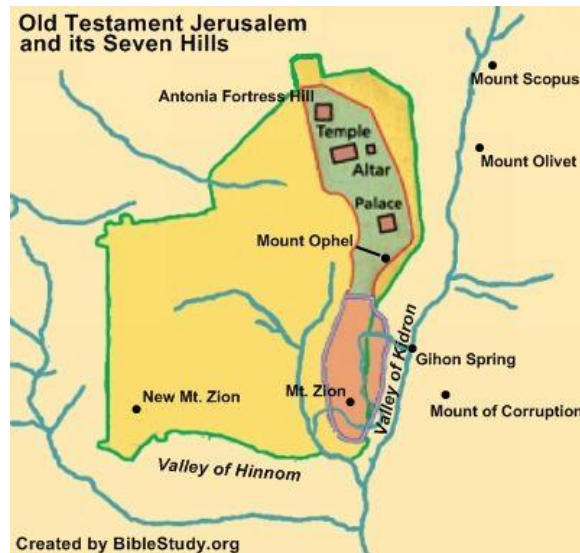 Old Testament Jerusalem
and its Seven Hills
Mount Scopus
Antonia Fortress Hill
Temple
Mount Olivet
Altar
Palace
Mount Ophel
Valley of Kidron
Gihon Spring
New Mt. Zion
Mt. Zion
Mount of Corruption
Valley of Hinnom
Created by BibleStudy.org